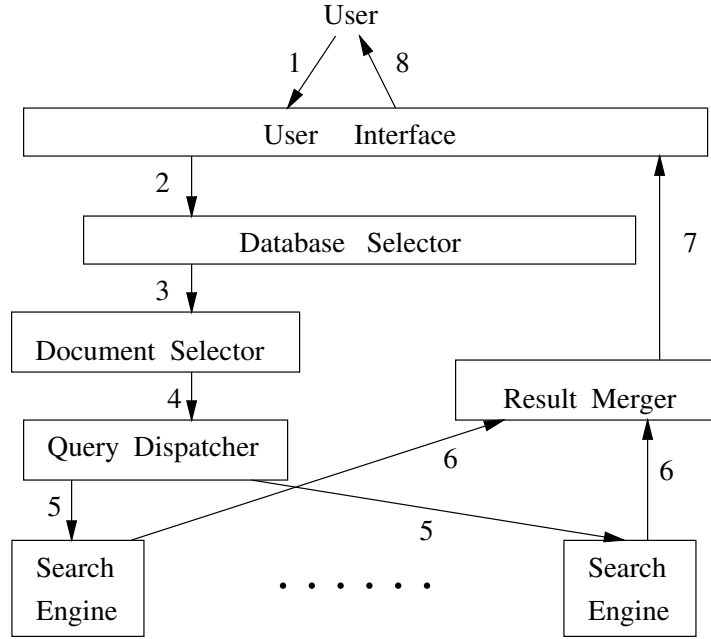 User
1
8
User Interface
2
Database Selector
7
3
Document Selector
4
Result Merger
Query Dispatcher
6
6
5
5
Search
Engine
Search
Engine